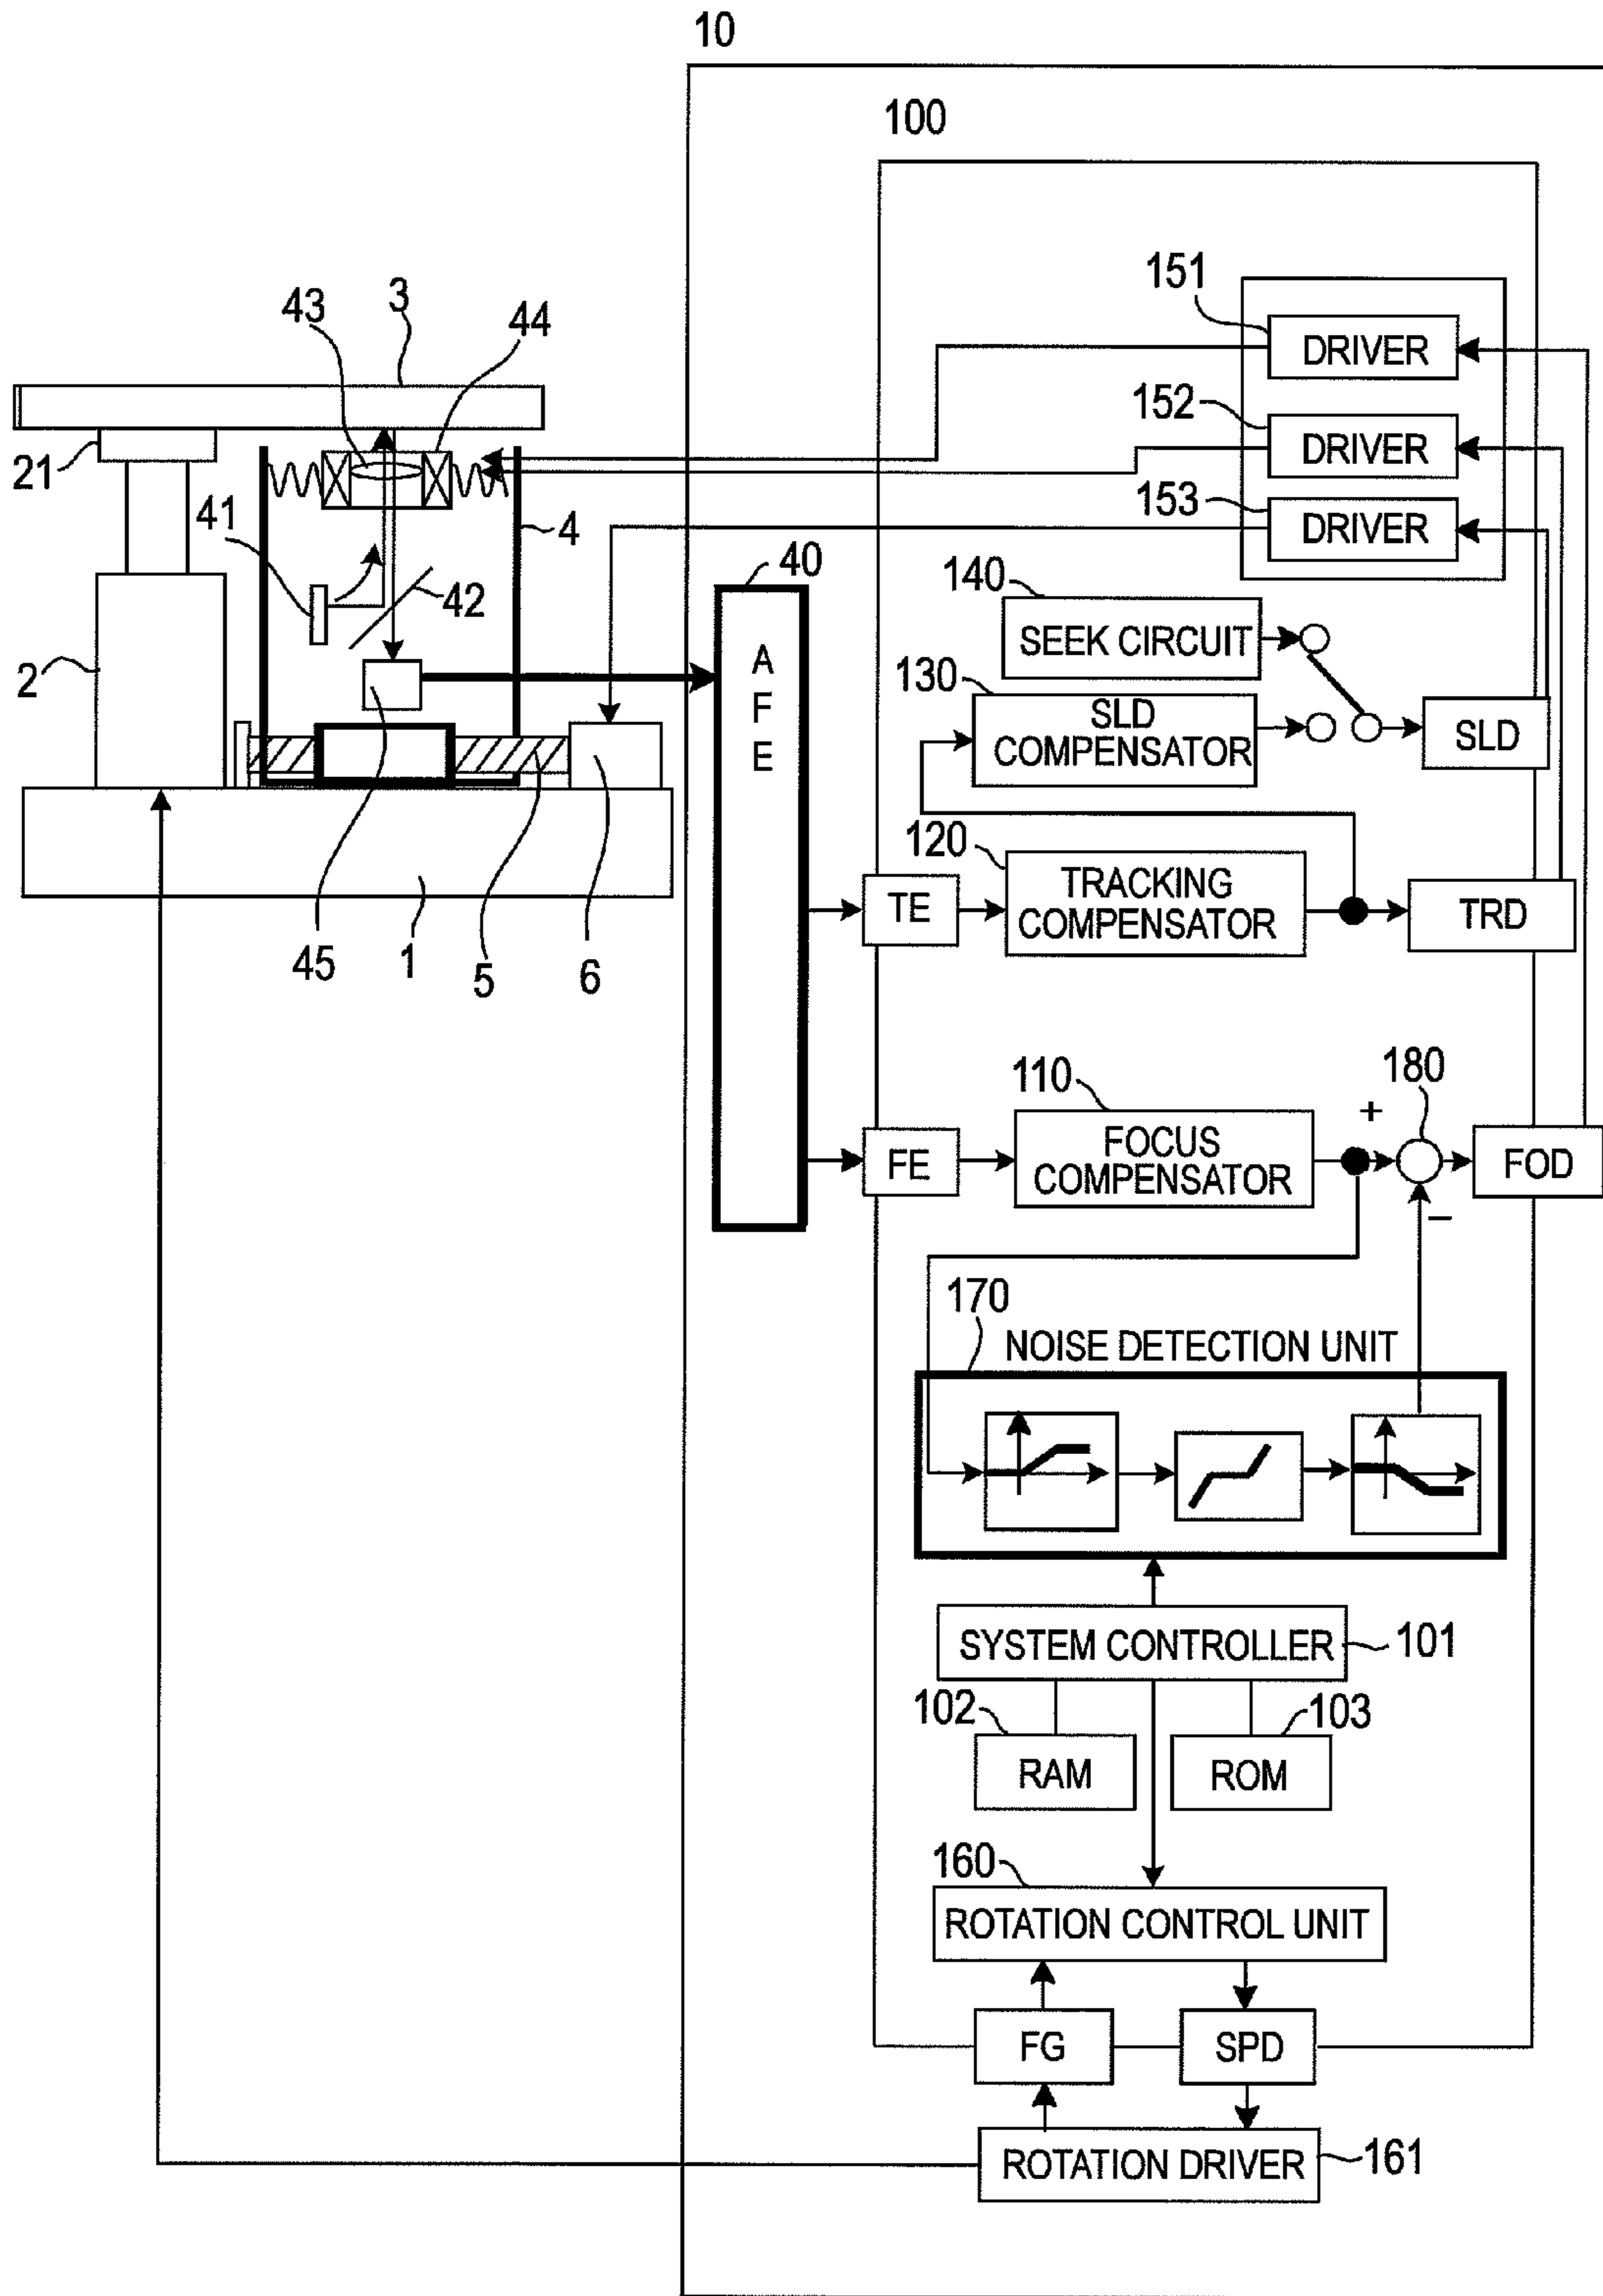 10
100
151
DRIVER
3
43
44
152
DRIVER
21
153
DRIVER
41
4
40
42
140
SEEK CIRCUIT
2
A
F
E
130
SLD
COMPENSATOR
SLD
6
5
1
45
120
TE
TRACKING
COMPENSATOR
TRD
110
180
+
FE
FOCUS
COMPENSATOR
FOD
−
170
NOISE DETECTION UNIT
SYSTEM CONTROLLER
101
102
103
RAM
ROM
160
ROTATION CONTROL UNIT
FG
SPD
ROTATION DRIVER
161